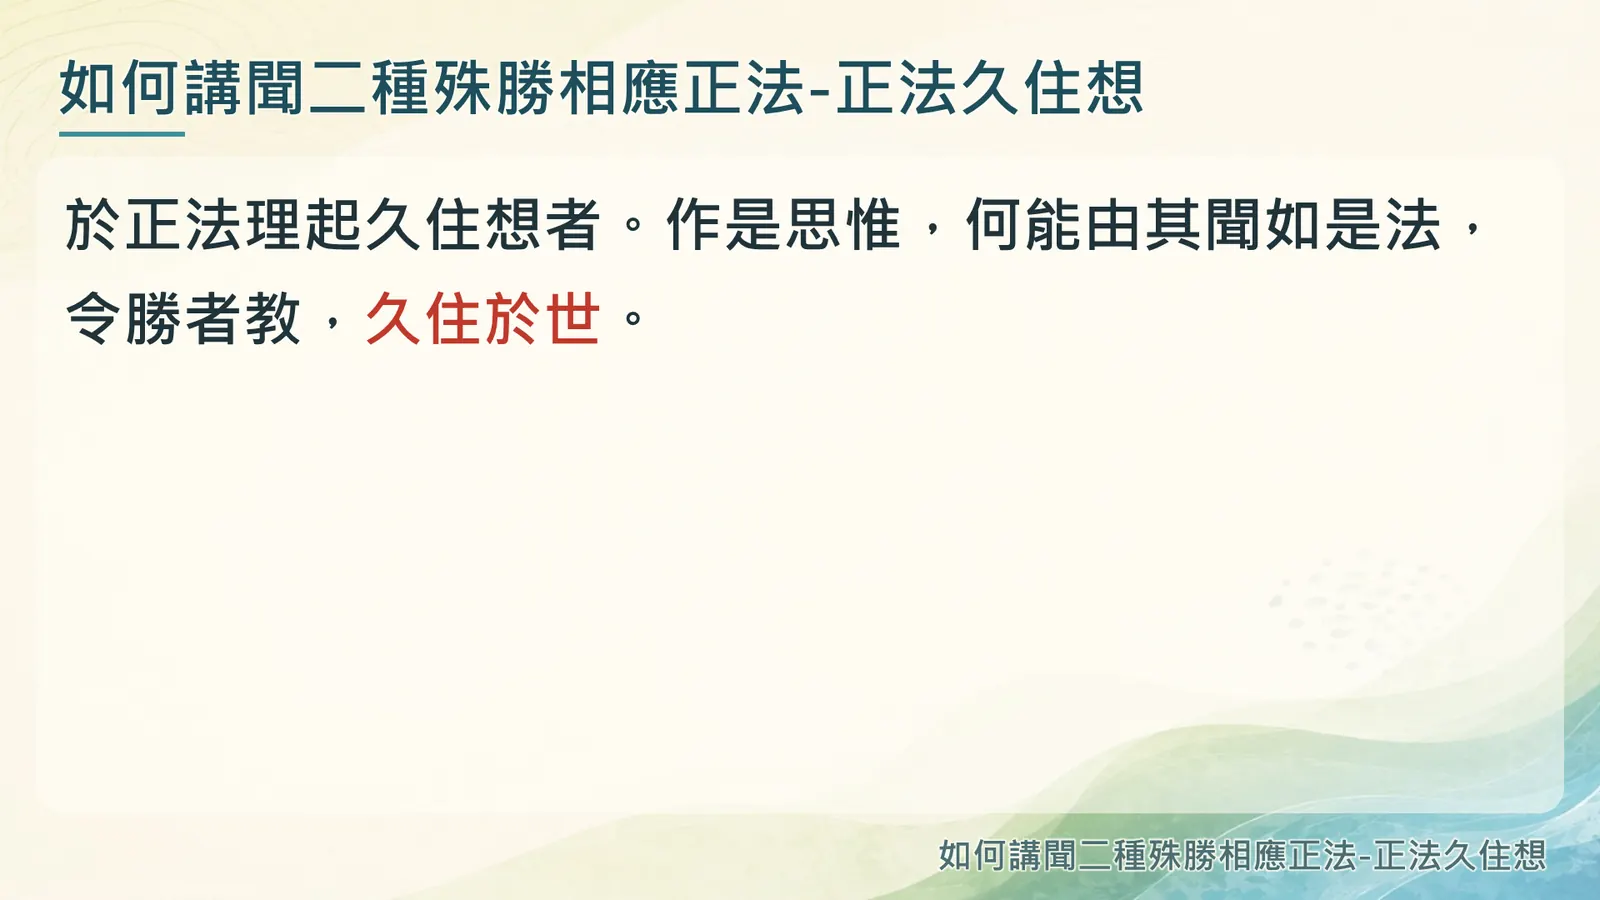 如何講聞二種殊勝相應正法-正法久住想
於正法理起久住想者。作是思惟，何能由其聞如是法，
令勝者教，久住於世。
如何講聞二種殊勝相應正法-正法久住想